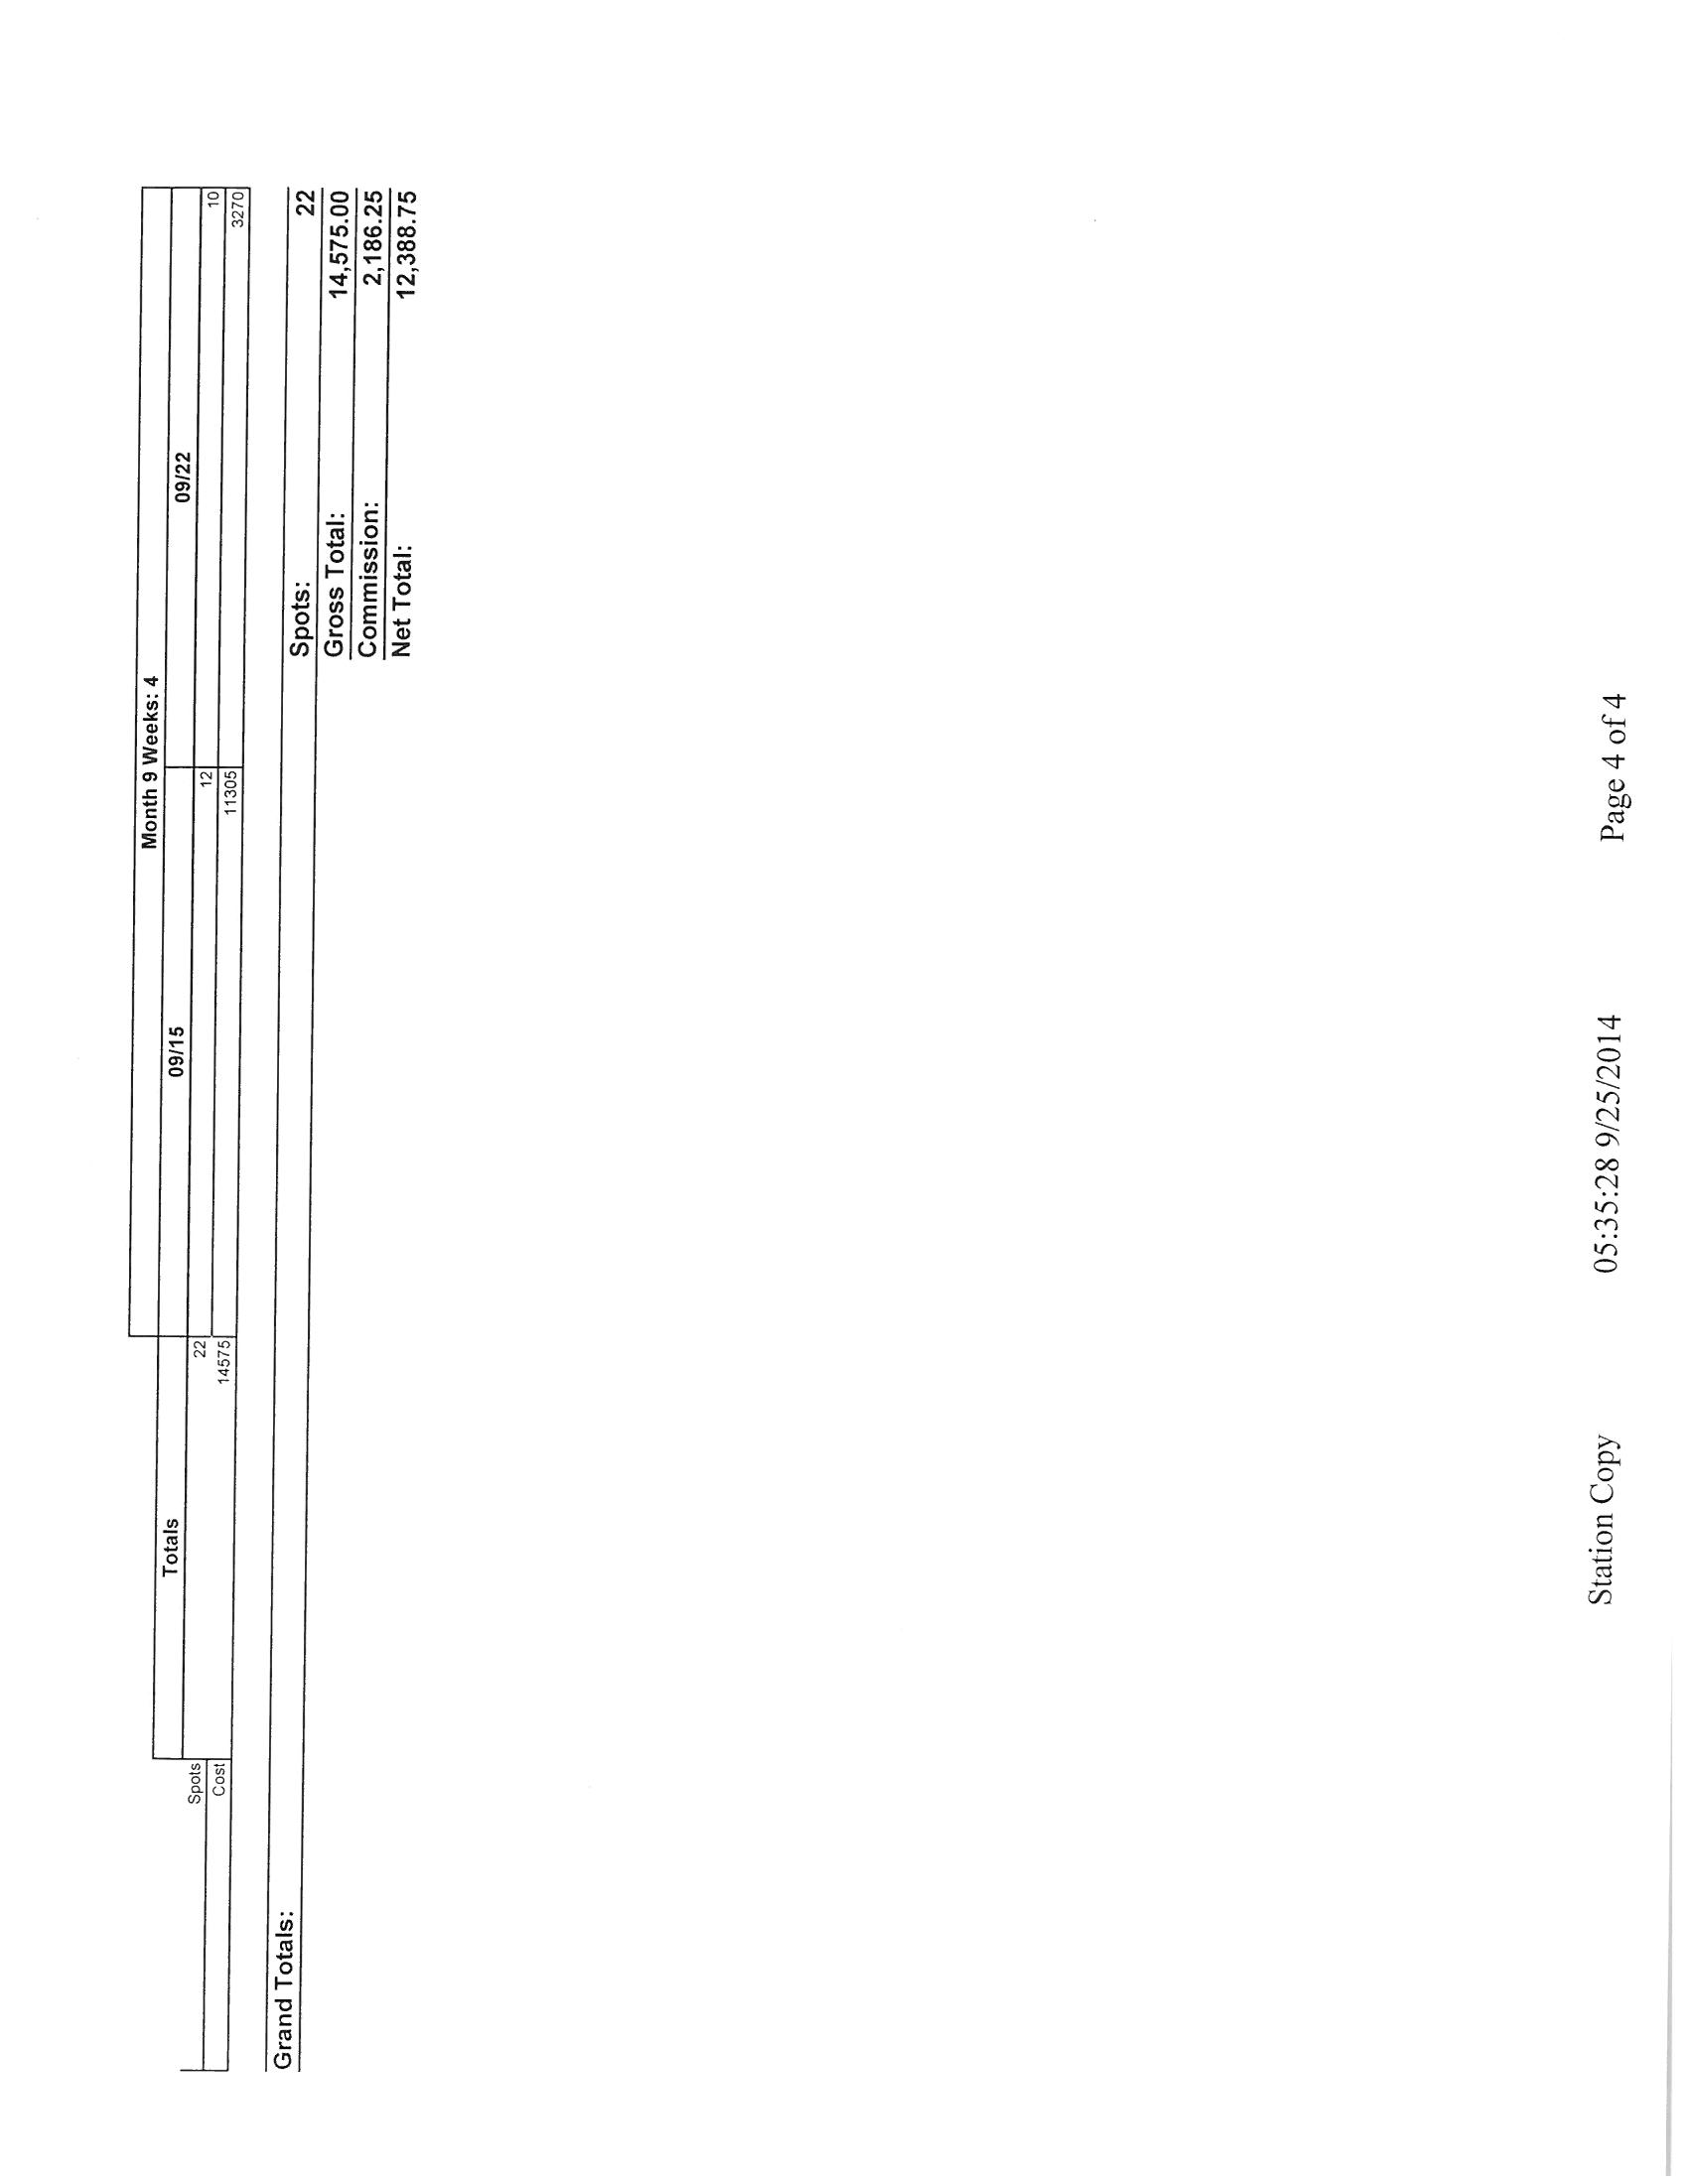 Month 9 Weeks: 4
Totals 09/15 09/22
Spots 22 12 10
Cost 14575 11305 3270
Grand Totals: Spots: 22
Gross Total: 14,575.00
Commission: 2,186.25
Net Total: 12,388.75
Station Copy 05:35:28 9/25/2014 Page 4 of 4